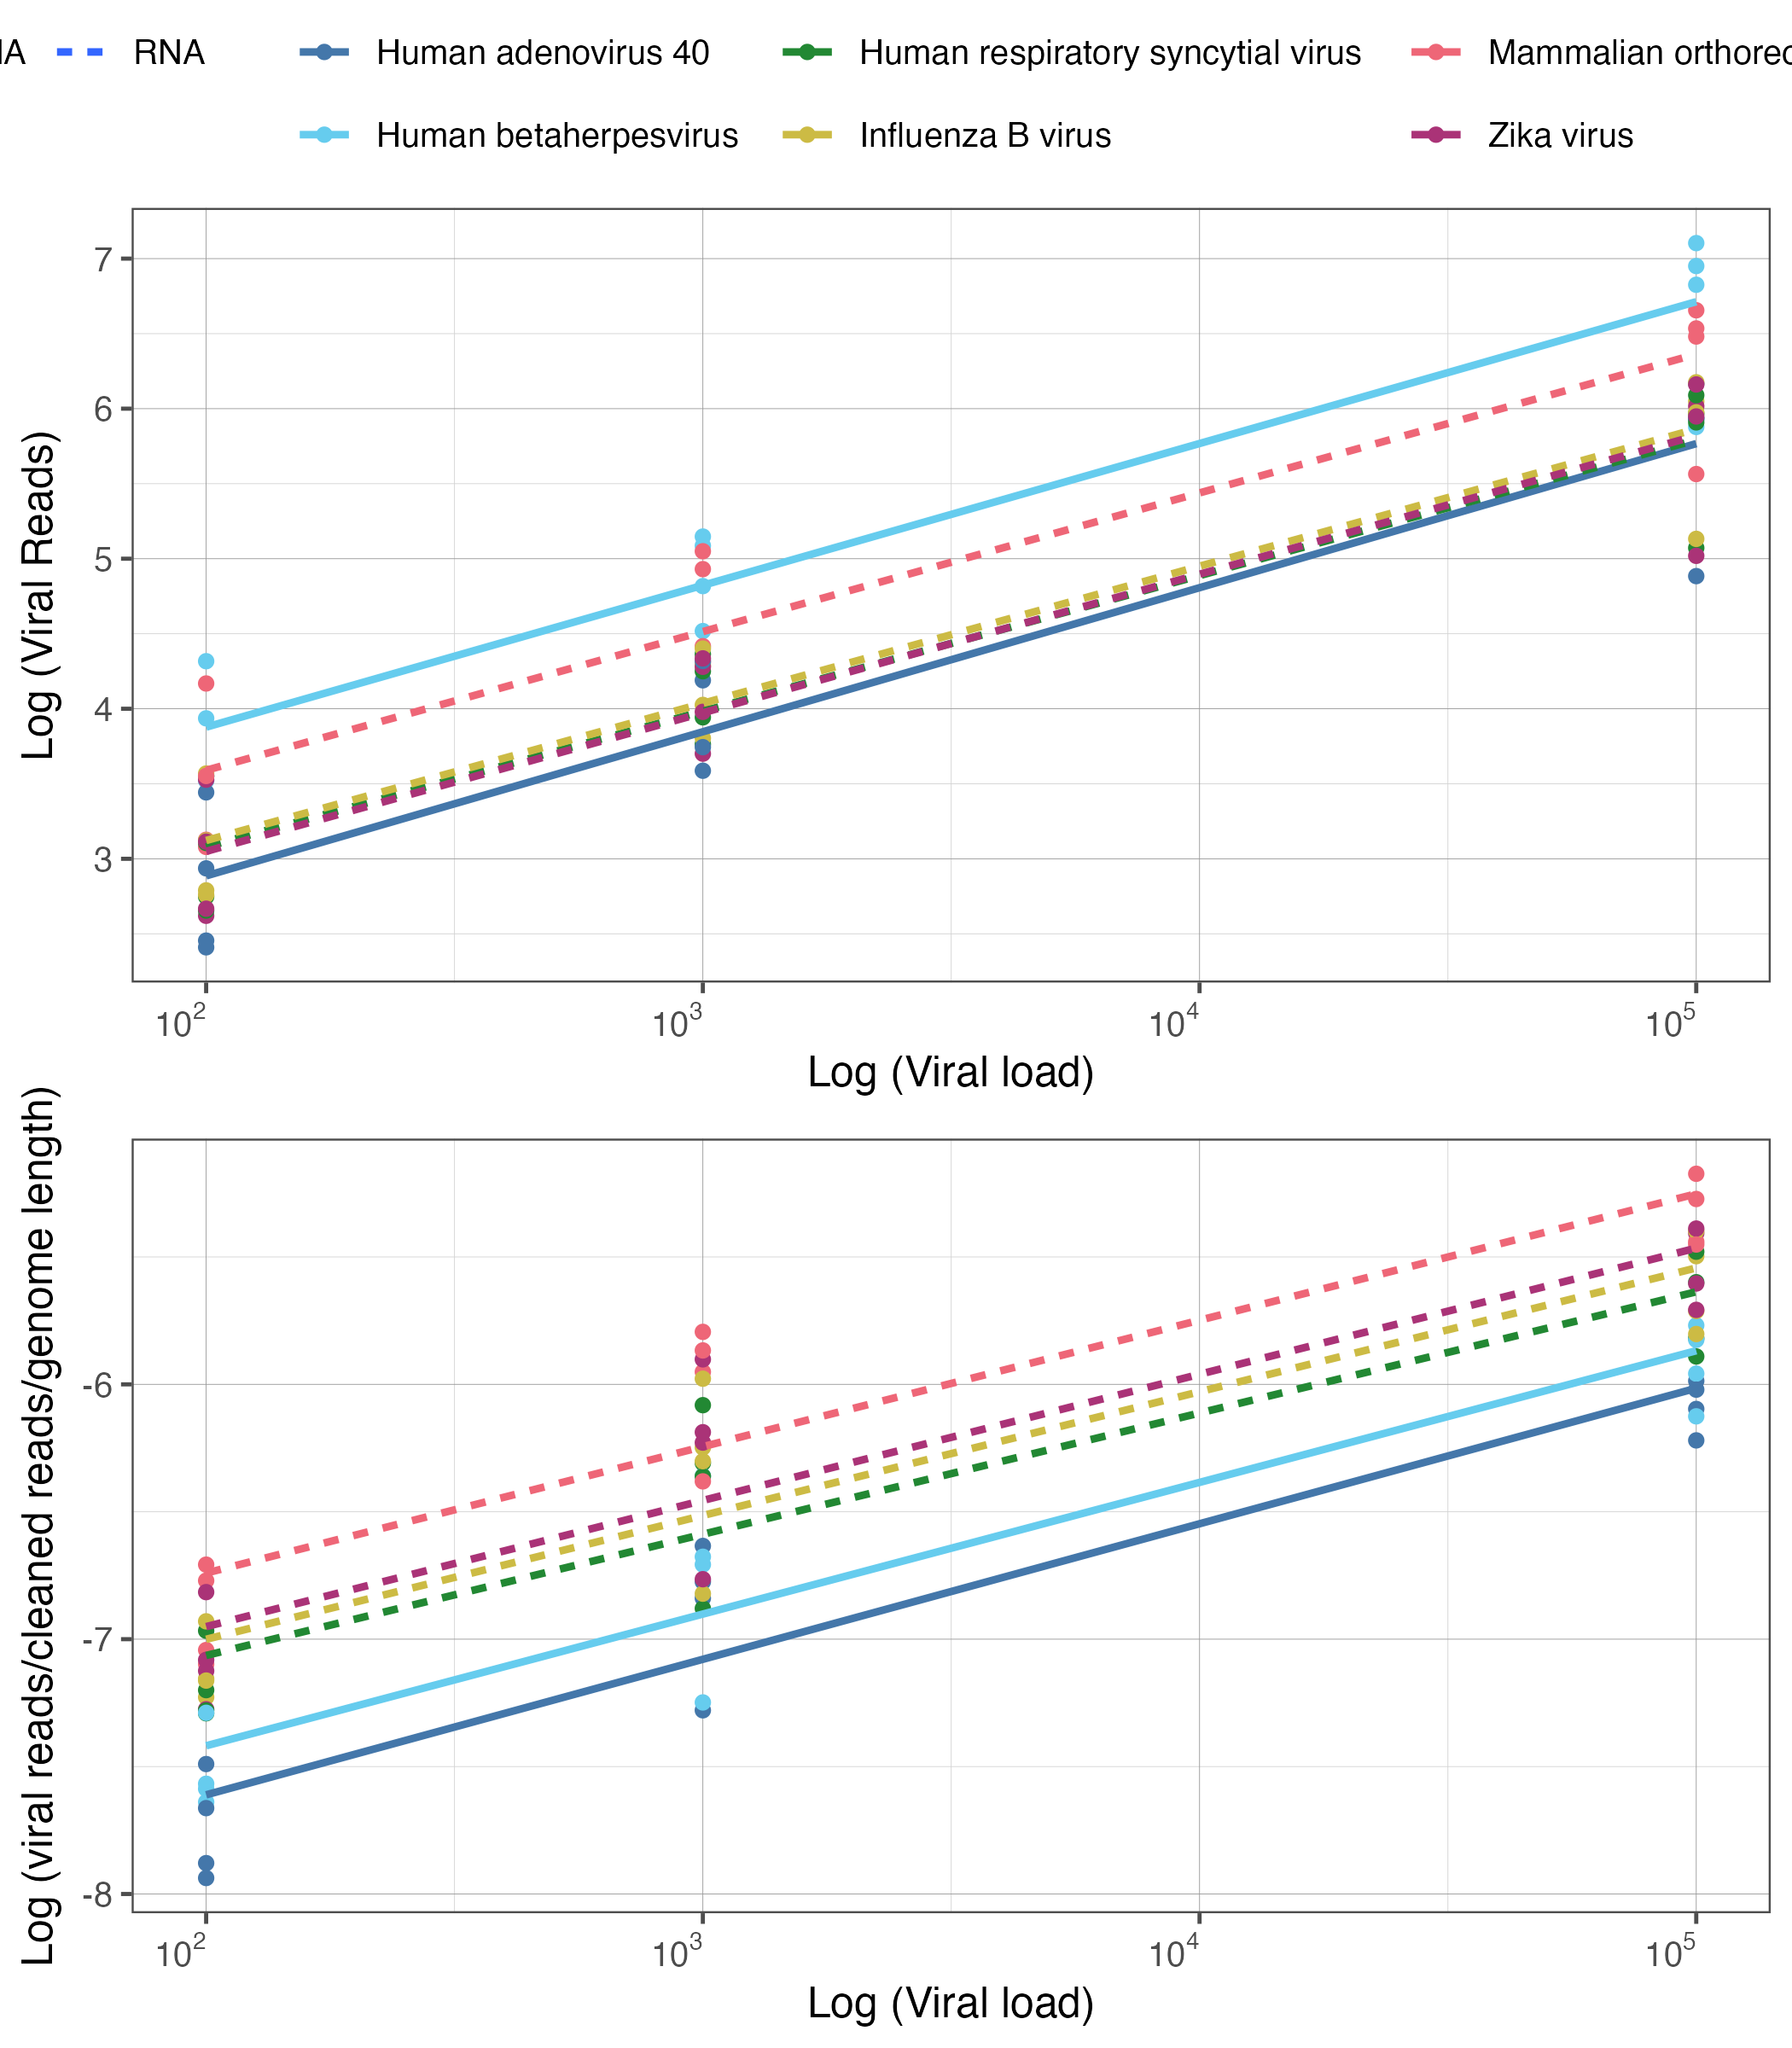 RNA
Human adenovirus 40
Human respiratory syncytial virus
Human betaherpesvirus
Influenza B virus
Zika virus
Mammalian
Log (Viral Reads)
7
6
5
4
3
10²
10³
10⁴
10⁵
Log (Viral load)
Log (viral reads/cleaned reads/genome length)
-6
-7
-8
10²
10³
10⁴
10⁵
Log (Viral load)